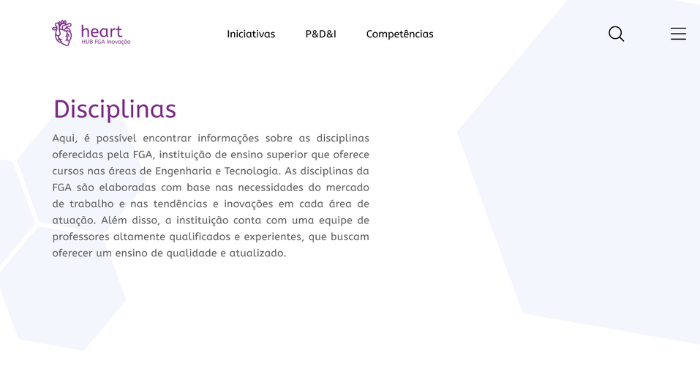 heart
HUB FGA Inovação
Iniciativas
P&D&I
Competências
Disciplinas
Aqui, é possível encontrar informações sobre as disciplinas
oferecidas pela FGA, instituição de ensino superior que oferece
cursos nas áreas de Engenharia e Tecnologia. As disciplinas da
FGA são elaboradas com base nas necessidades do mercado
de trabalho e nas tendências e inovações em cada área de
atuação. Além disso, a instituição conta com uma equipe de
professores altamente qualificados e experientes, que buscam
oferecer um ensino de qualidade e atualizado.